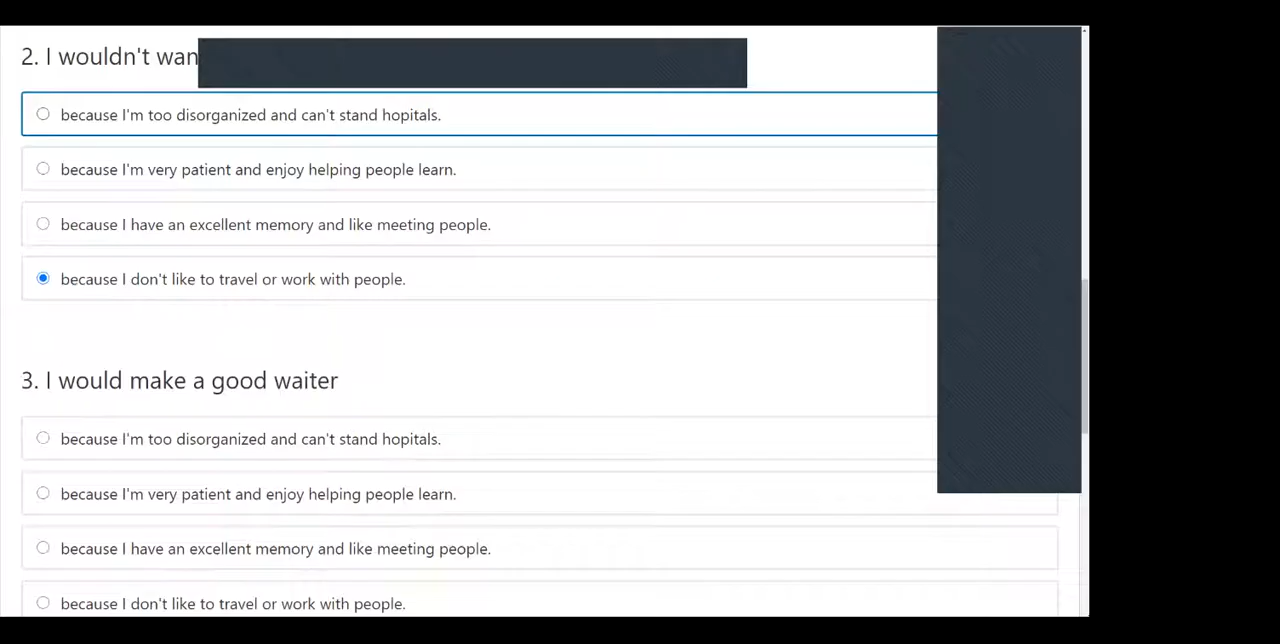 2. I wouldn't wan
because I'm too disorganized and can't stand hopitals.
because I'm very patient and enjoy helping people learn.
because I have an excellent memory and like meeting people.
because I don't like to travel or work with people.
3. I would make a good waiter
because I'm too disorganized and can't stand hopitals.
because I'm very patient and enjoy helping people learn.
because I have an excellent memory and like meeting people.
because I don't like to travel or work with people.